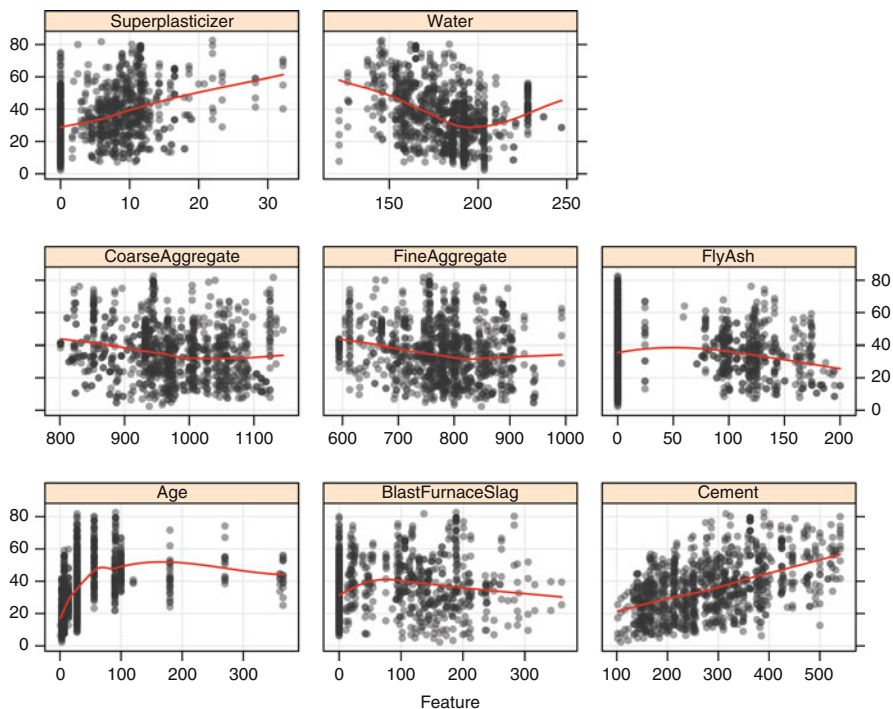 Superplasticizer Water
80
60
40
20
0
0 10 20 30 150 200 250
CoarseAggregate FineAggregate FlyAsh
80
60
40
20
0
800 900 1000 1100 600 700 800 900 1000 0 50 100 150 200
Age BlastFurnaceSlag Cement
80
60
40
20
0
0 100 200 300 0 100 200 300 100 200 300 400 500
Feature